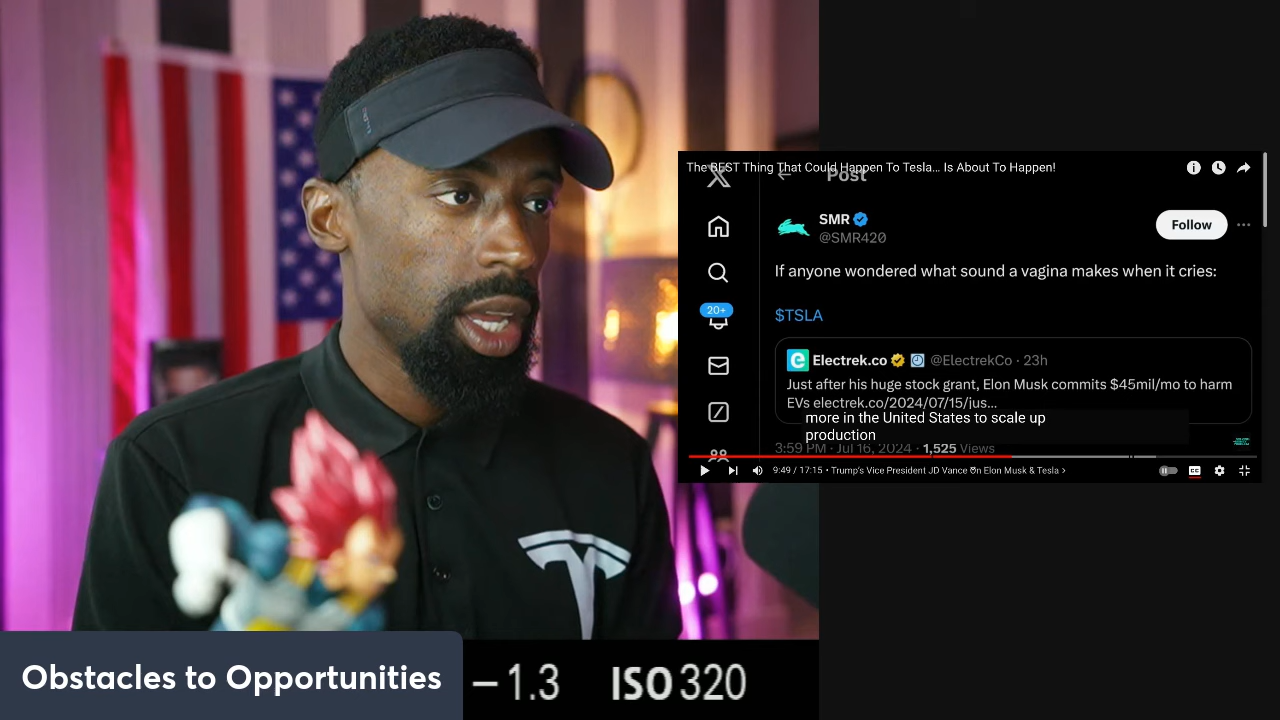 The BEST Thing That Could Happen To Tesla... Is About To Happen!
Post
SMR
@SMR420
Follow
If anyone wondered what sound a vagina makes when it cries:
$TSLA
20+
Electrek.co @ElectrekCo · 23h
Just after his huge stock grant, Elon Musk commits $45mil/mo to harm
EVs electrek.co/2024/07/15/jus...
more in the United States to scale up
production
3:59 PM · Jul 16, 2024 · 1,525 Views
9:49 / 17:15 • Trump's Vice President JD Vance On Elon Musk & Tesla >
Obstacles to Opportunities
– 1.3 ISO 320